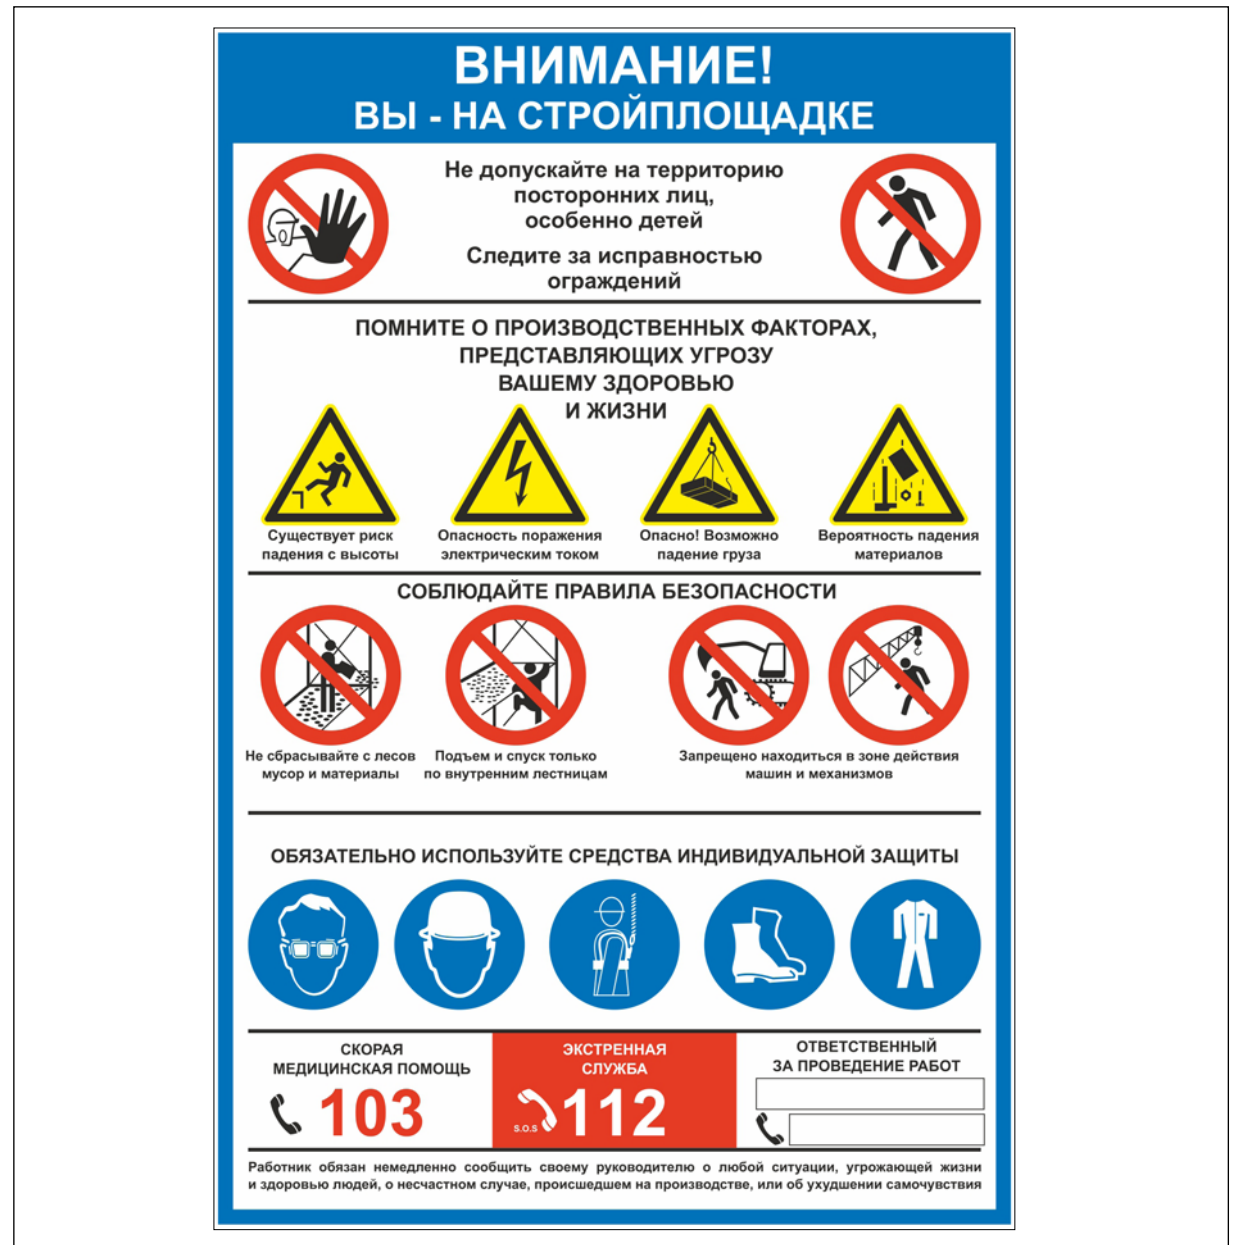 ВНИМАНИЕ!
ВЫ - НА СТРОЙПЛОЩАДКЕ
Не допускайте на территорию
посторонних лиц,
особенно детей
Следите за исправностью
ограждений
ПОМНИТЕ О ПРОИЗВОДСТВЕННЫХ ФАКТОРАХ,
ПРЕДСТАВЛЯЮЩИХ УГРОЗУ
ВАШЕМУ ЗДОРОВЬЮ
И ЖИЗНИ
Существует риск
падения с высоты
Опасность поражения
электрическим током
Опасно! Возможно
падение груза
Вероятность падения
материалов
СОБЛЮДАЙТЕ ПРАВИЛА БЕЗОПАСНОСТИ
Не сбрасывайте с лесов
мусор и материалы
Подъем и спуск только
по внутренним лестницам
Запрещено находиться в зоне действия
машин и механизмов
ОБЯЗАТЕЛЬНО ИСПОЛЬЗУЙТЕ СРЕДСТВА ИНДИВИДУАЛЬНОЙ ЗАЩИТЫ
СКОРАЯ
МЕДИЦИНСКАЯ ПОМОЩЬ
103
ЭКСТРЕННАЯ
СЛУЖБА
S.O.S 112
ОТВЕТСТВЕННЫЙ
ЗА ПРОВЕДЕНИЕ РАБОТ
Работник обязан немедленно сообщить своему руководителю о любой ситуации, угрожающей жизни
и здоровью людей, о несчастном случае, происшедшем на производстве, или об ухудшении самочувствия